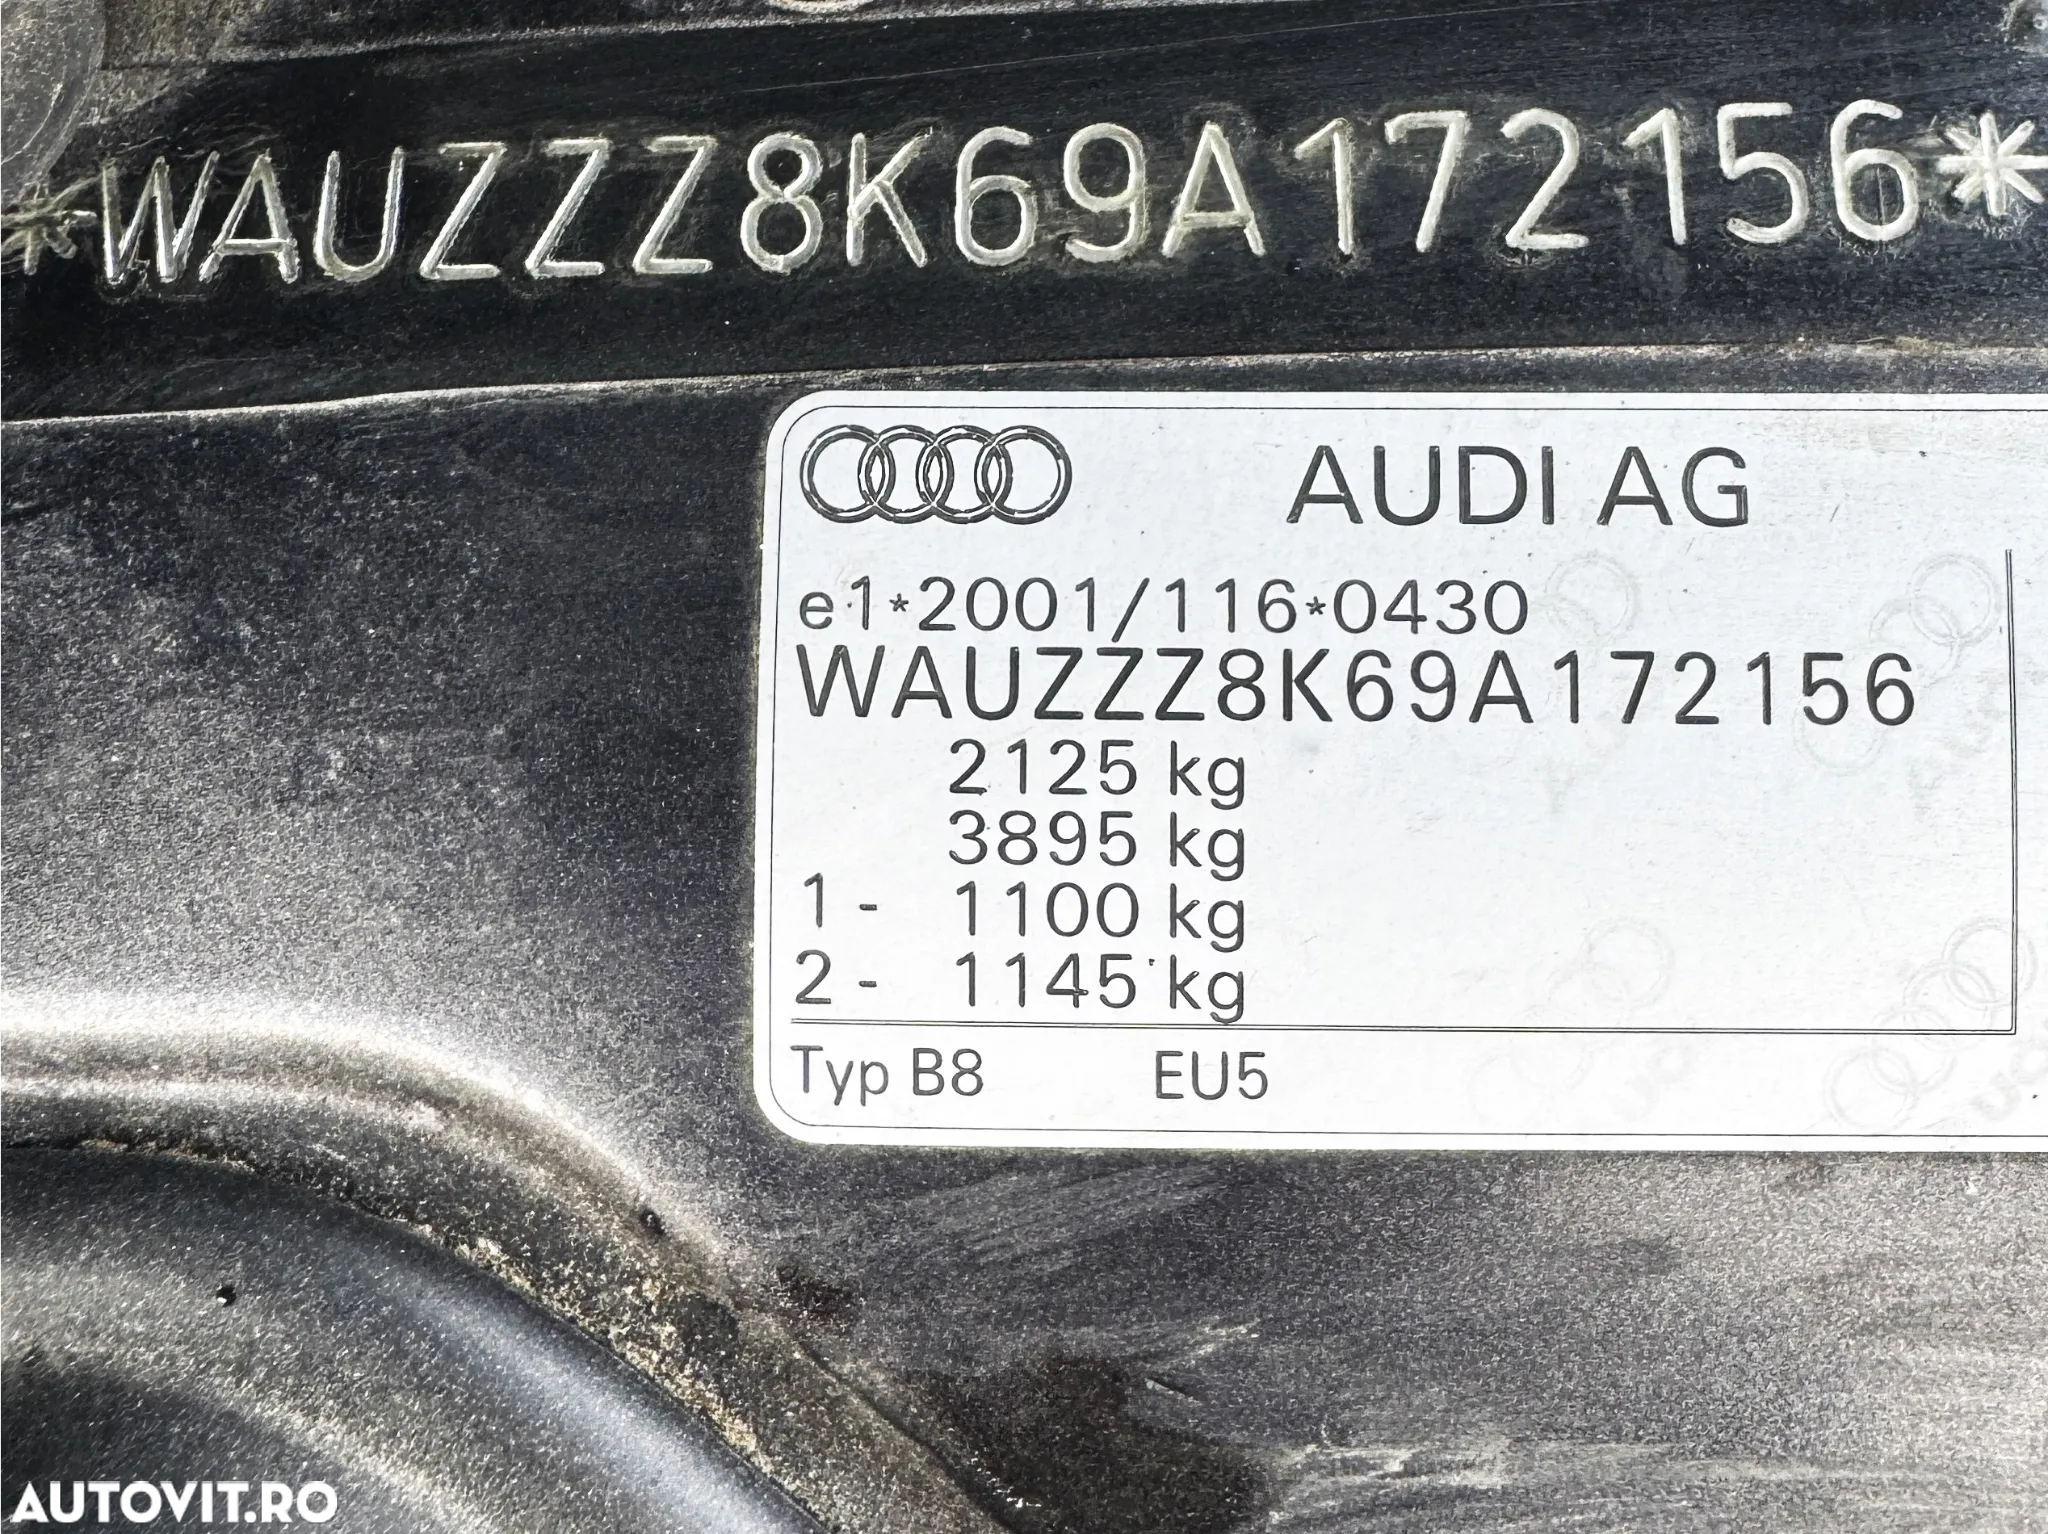 *WAUZZZ8K69A172156*
AUDI AG
e1*2001/116*0430
WAUZZZ8K69A172156
2125 kg
3895 kg
1- 1100 kg
2- 1145 kg
Typ B8 EU5
AUTOVIT.RO